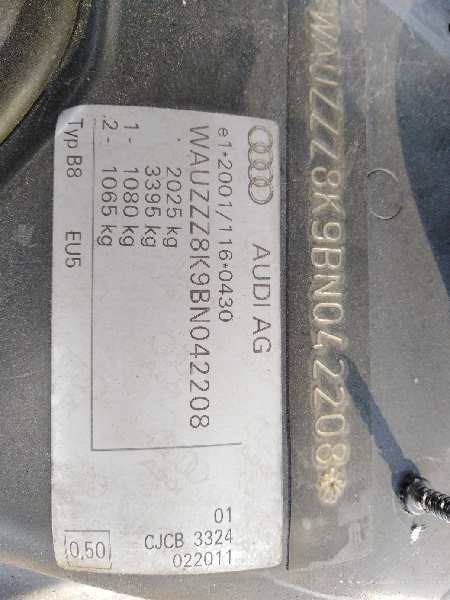 WAUZZZ8K9BN042208*
AUDI AG
e1*2001/116*0430
WAUZZZ8K9BN042208
2025 kg
3395 kg
1- 1080 kg
2- 1065 kg
Typ B8 EU5
01
CJCB 3324
022011
0,50